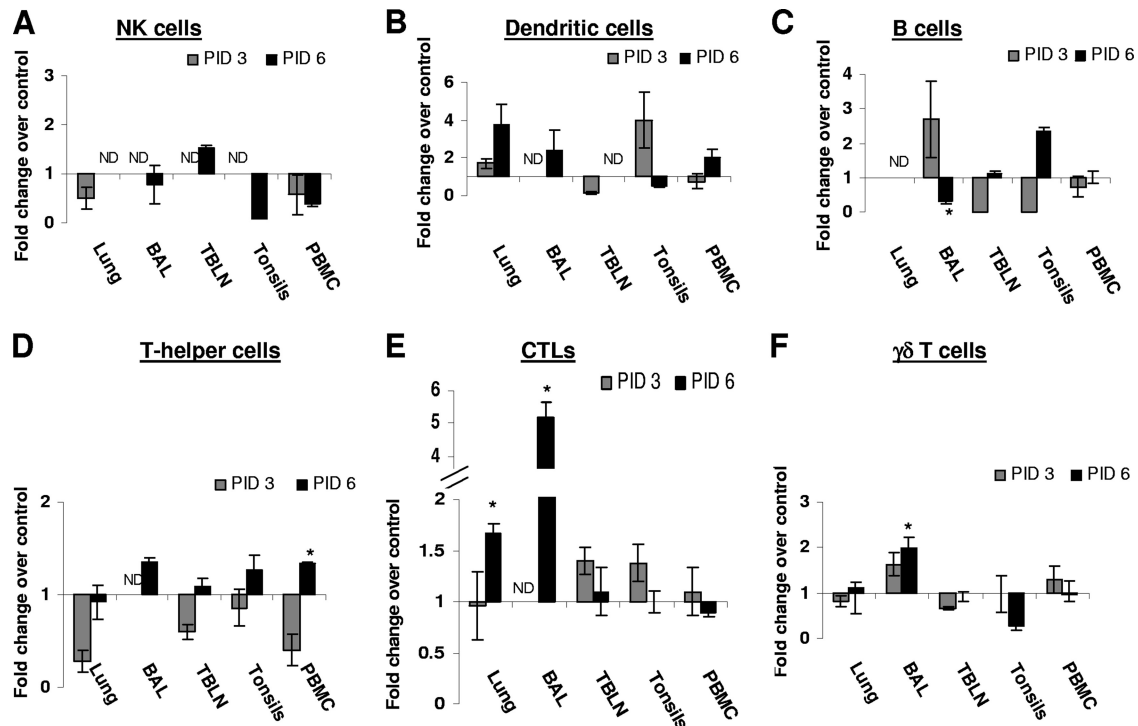 A
NK cells
PID 3 PID 6
Fold change over control
3
2
1
0
ND ND ND ND
Lung BAL TBLN Tonsils PBMC
B
Dendritic cells
PID 3 PID 6
Fold change over control
6
4
2
1
0
ND ND
Lung BAL TBLN Tonsils PBMC
C
B cells
PID 3 PID 6
Fold change over control
4
3
2
1
0
ND
*
Lung BAL TBLN Tonsils PBMC
D
T-helper cells
PID 3 PID 6
Fold change over control
2
1
0
ND
*
Lung BAL TBLN Tonsils PBMC
E
CTLs
PID 3 PID 6
Fold change over control
6
5
4
2
1.5
1
0.5
* *
ND
Lung BAL TBLN Tonsils PBMC
F
γδ T cells
PID 3 PID 6
Fold change over control
3
2
1
0
*
Lung BAL TBLN Tonsils PBMC